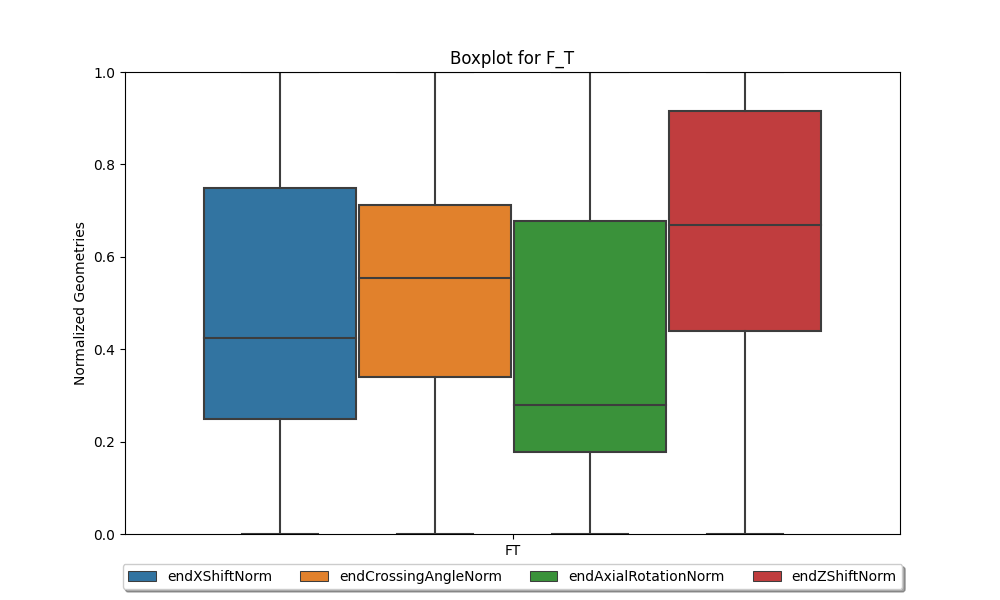 Boxplot for F_T
1.0
0.8
0.6
0.4
0.2
0.0
Normalized Geometries
FT
endXShiftNorm endCrossingAngleNorm endAxialRotationNorm endZShiftNorm